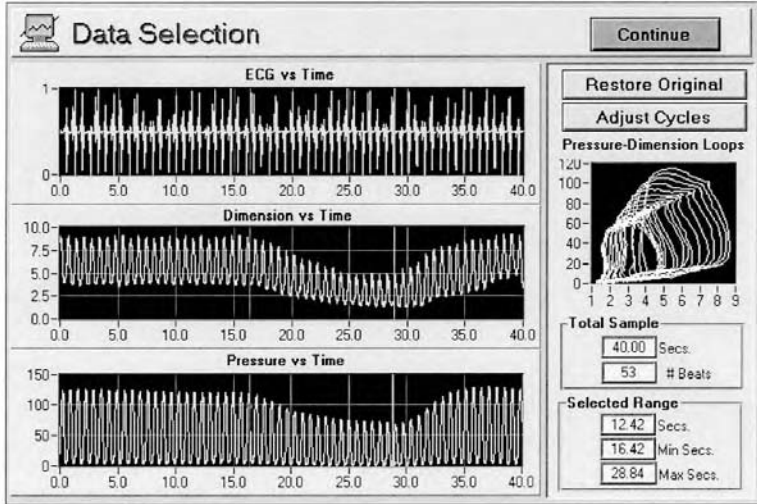 Data Selection
Continue
ECG vs Time
1
0
0.0 5.0 10.0 15.0 20.0 25.0 30.0 35.0 40.0
Dimension vs Time
10.0
7.5
5.0
2.5
0.0
0.0 5.0 10.0 15.0 20.0 25.0 30.0 35.0 40.0
Pressure vs Time
150
100
50
0
0.0 5.0 10.0 15.0 20.0 25.0 30.0 35.0 40.0
Restore Original
Adjust Cycles
Pressure-Dimension Loops
120
100
80
60
40
20
0
1 2 3 4 5 6 7 8 9
Total Sample
40.00 Secs.
53 # Beats
Selected Range
12.42 Secs.
16.42 Min Secs.
28.84 Max Secs.